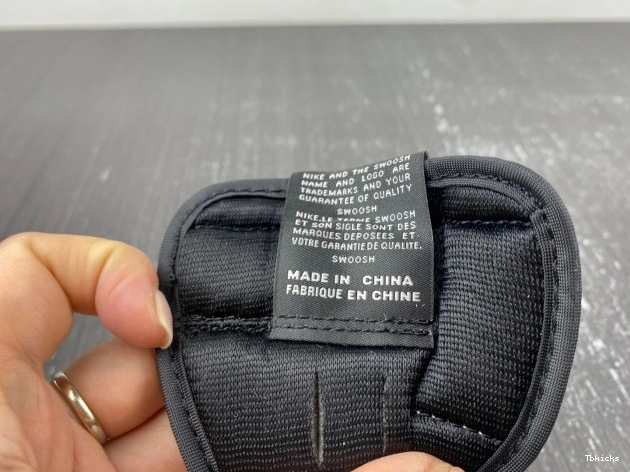 NIKE AND THE SWOOSH
NAME AND LOGO ARE
TRADEMARKS AND YOUR
GUARANTEE OF QUALITY
SWOOSH
NIKE.LE TERME SWOOSH
ET SON SIGLE SONT DES
MARQUES DEPOSEES ET
VOTRE GARANTIE DE QUALITE.
SWOOSH
MADE IN CHINA
FABRIQUE EN CHINE
Tbkicks